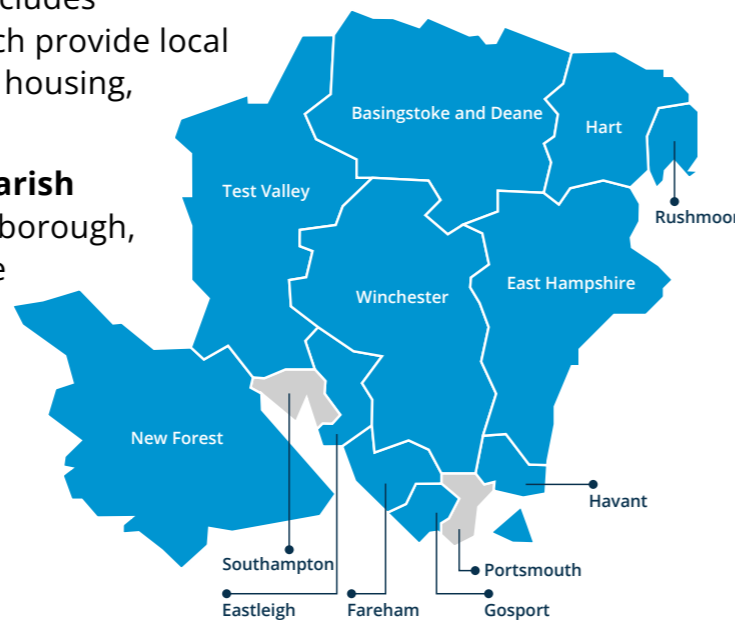 ch provide local
housing,
arish
borough,
Basingstoke and Deane
Hart
Test Valley
Rushmoor
East Hampshire
Winchester
New Forest
Havant
Southampton
Portsmouth
Eastleigh
Fareham
Gosport